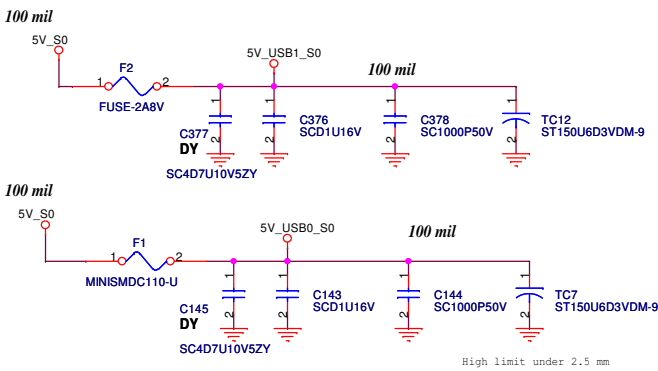 100 mil
5V_S0
5V_USB1_S0
F2
100 mil
1
2
FUSE-2A8V
1
1
1
1
C377
C376
C378
TC12
DY
SCD1U16V
SC1000P50V
ST150U6D3VDM-9
2
2
2
2
SC4D7U10V5ZY
100 mil
5V_S0
5V_USB0_S0
100 mil
F1
1
2
MINISMDC110-U
1
1
1
1
C145
C143
C144
TC7
DY
SCD1U16V
SC1000P50V
ST150U6D3VDM-9
2
2
2
2
SC4D7U10V5ZY
High limit under 2.5 mm